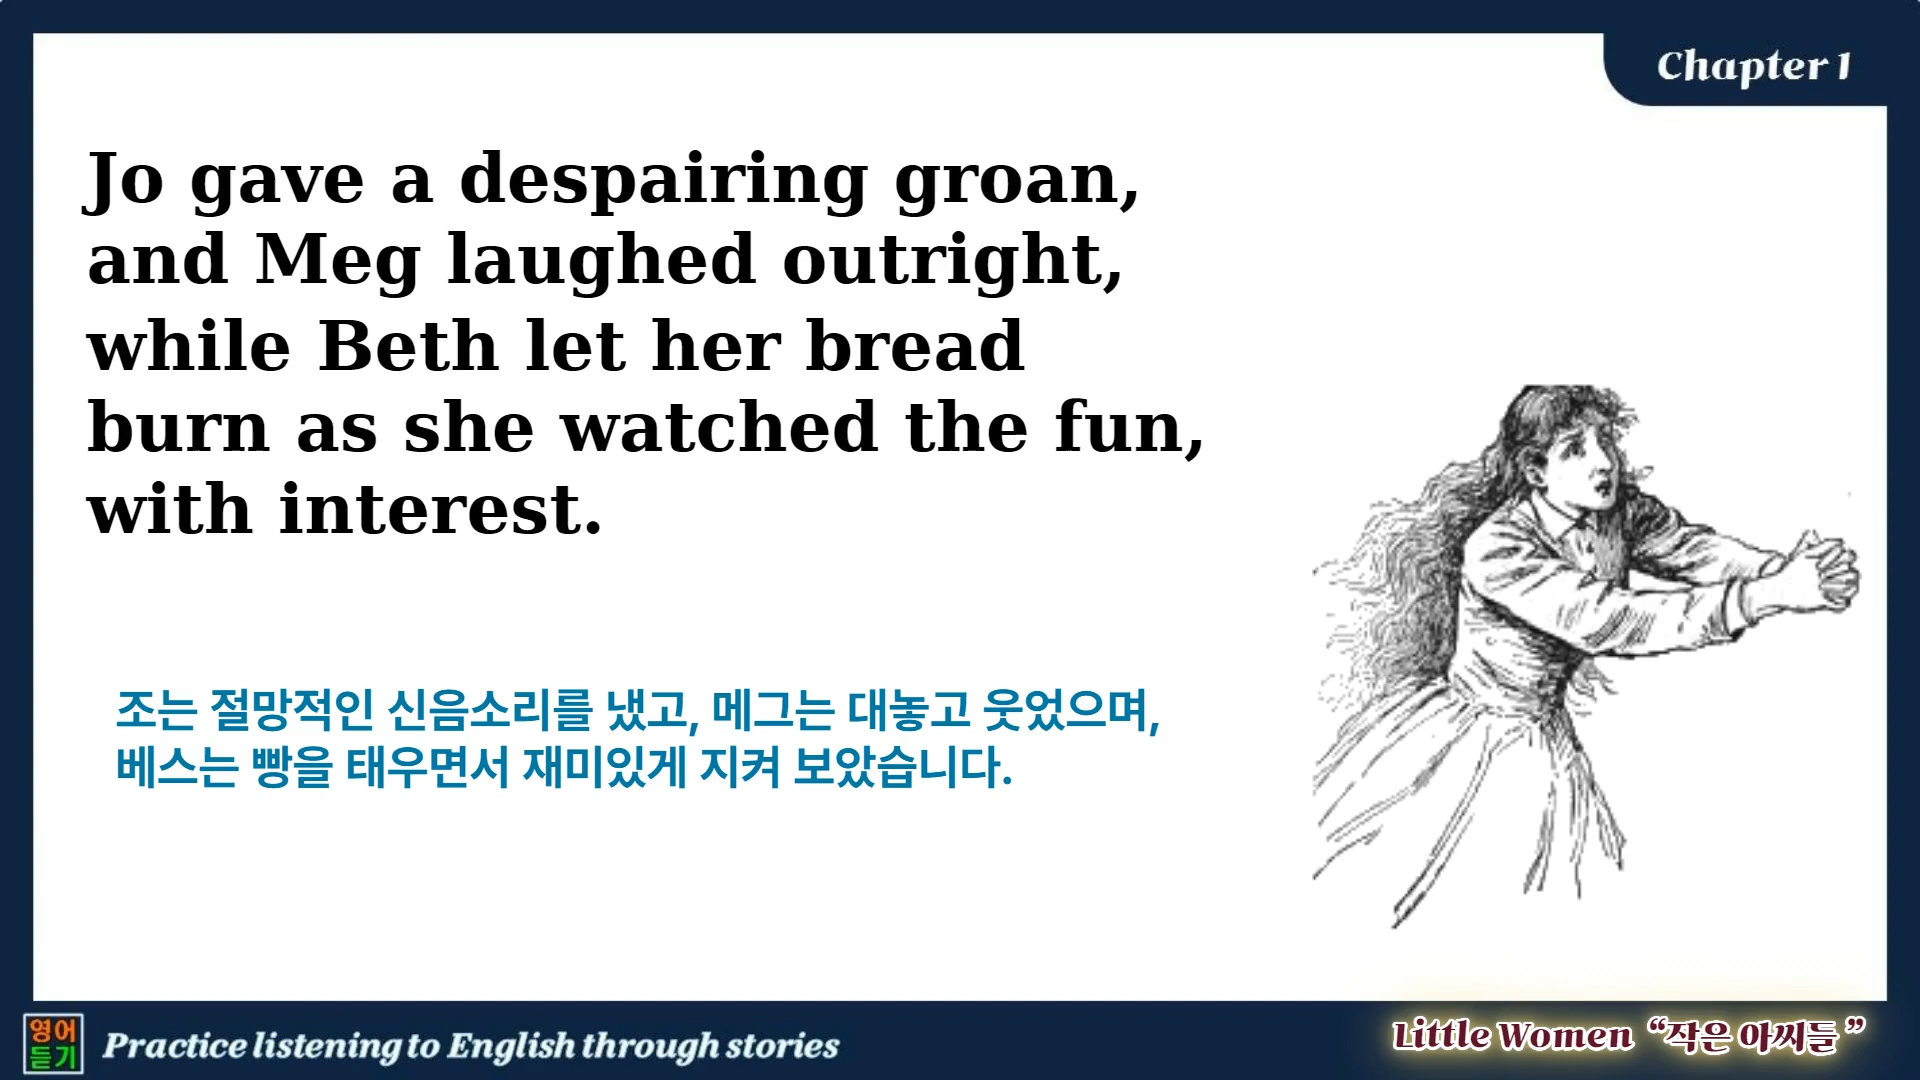 Chapter 1
Jo gave a despairing groan,
and Meg laughed outright,
while Beth let her bread
burn as she watched the fun,
with interest.
조는 절망적인 신음소리를 냈고, 메그는 대놓고 웃었으며,
베스는 빵을 태우면서 재미있게 지켜 보았습니다.
영어
듣기
Practice listening to English through stories
Little Women “작은 아씨들”